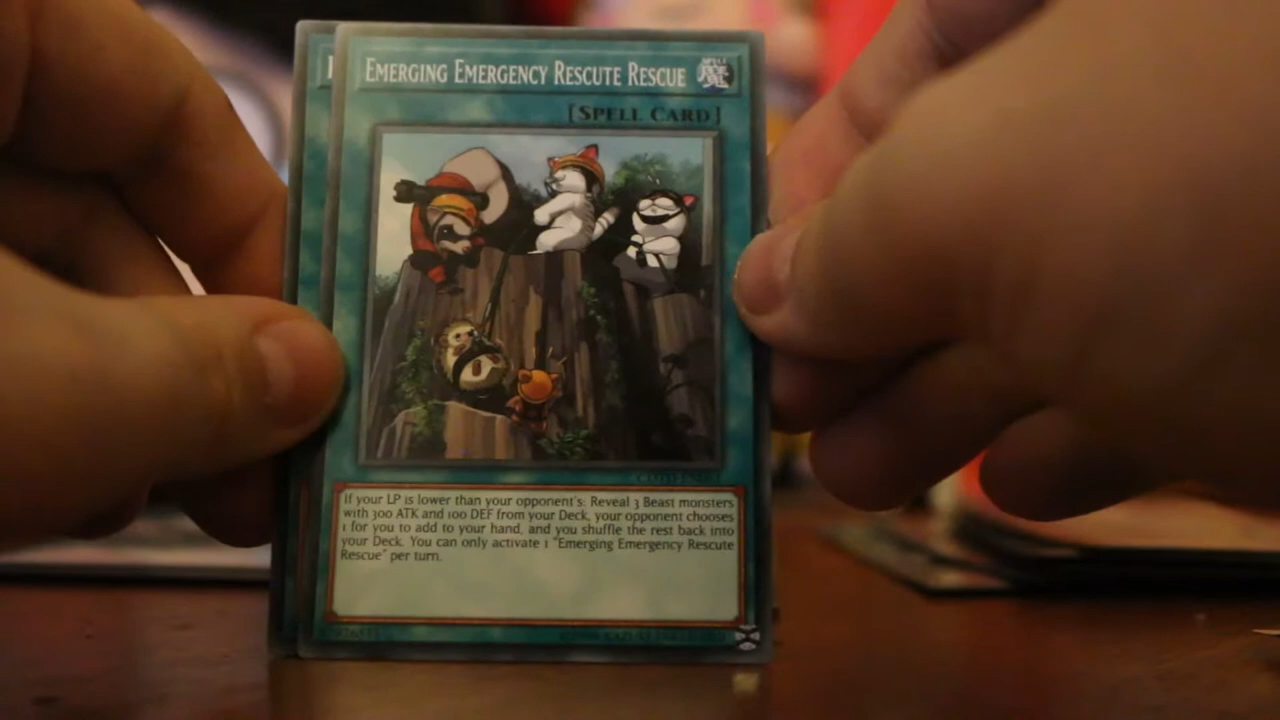 EMERGING EMERGENCY RESCUTE RESCUE
SPELL
魔
[SPELL CARD]
If your LP is lower than your opponent's: Reveal 3 Beast monsters
with 300 ATK and 100 DEF from your Deck, your opponent chooses
1 for you to add to your hand, and you shuffle the rest back into
your Deck. You can only activate 1 "Emerging Emergency Rescute
Rescue" per turn.